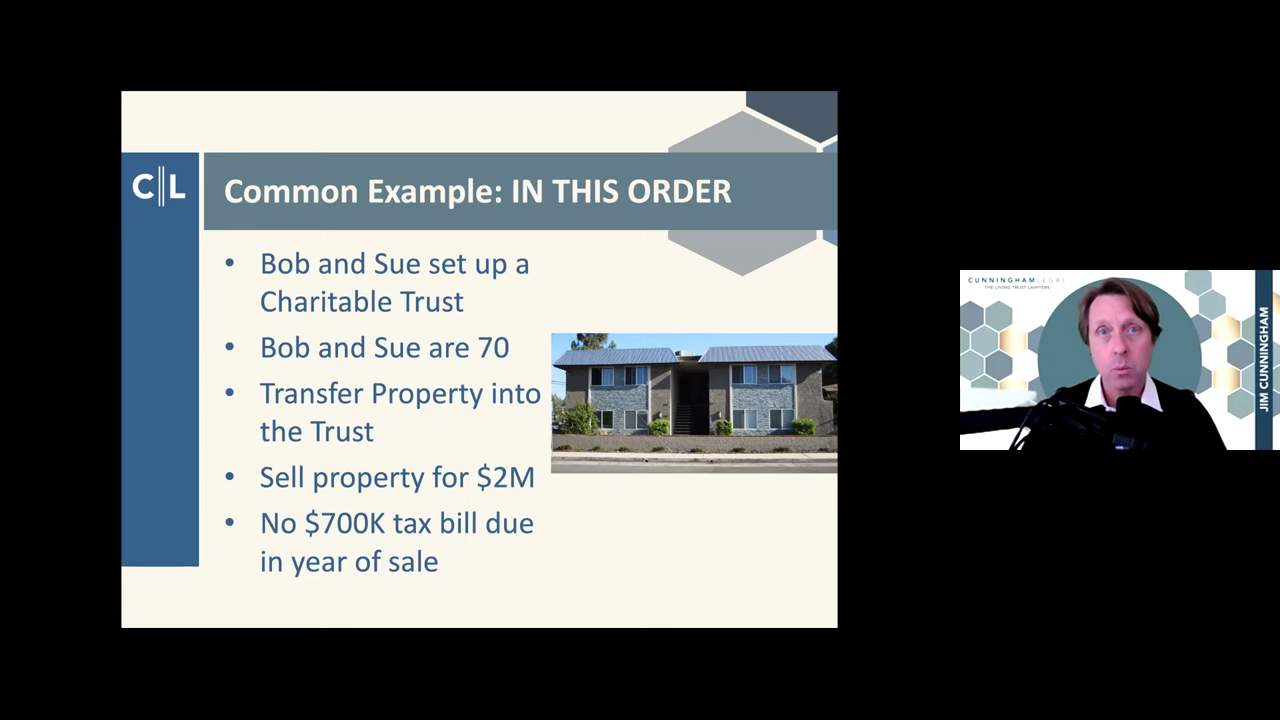 C||L
Common Example: IN THIS ORDER
• Bob and Sue set up a
Charitable Trust
• Bob and Sue are 70
• Transfer Property into
the Trust
• Sell property for $2M
• No $700K tax bill due
in year of sale
CUNNINGHAMLEGAL
THE LIVING TRUST LAWYERS
JIM CUNNINGHAM